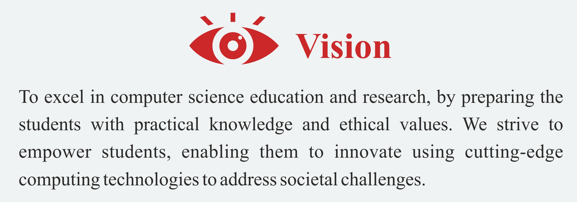 Vision
To excel in computer science education and research, by preparing the
students with practical knowledge and ethical values. We strive to
empower students, enabling them to innovate using cutting-edge
computing technologies to address societal challenges.